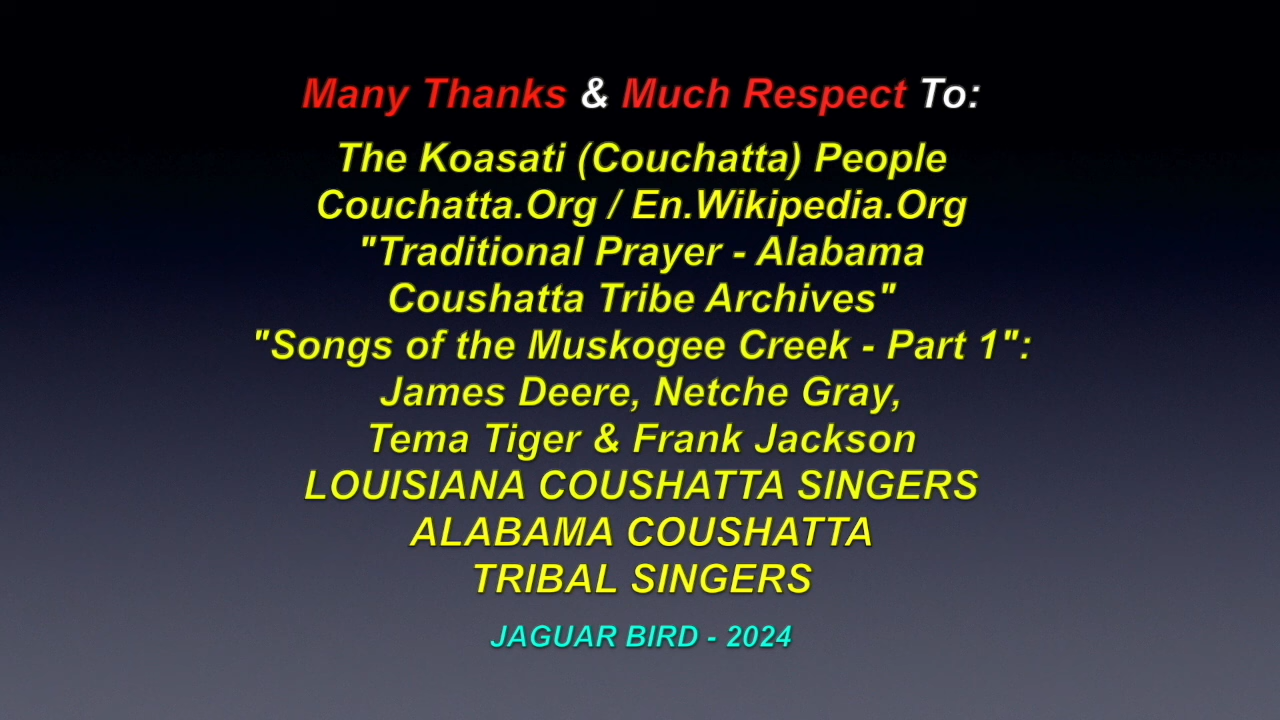 Many Thanks & Much Respect To:
The Koasati (Couchatta) People
Couchatta.Org / En.Wikipedia.Org
"Traditional Prayer - Alabama
Coushatta Tribe Archives"
"Songs of the Muskogee Creek - Part 1":
James Deere, Netche Gray,
Tema Tiger & Frank Jackson
LOUISIANA COUSHATTA SINGERS
ALABAMA COUSHATTA
TRIBAL SINGERS
JAGUAR BIRD - 2024